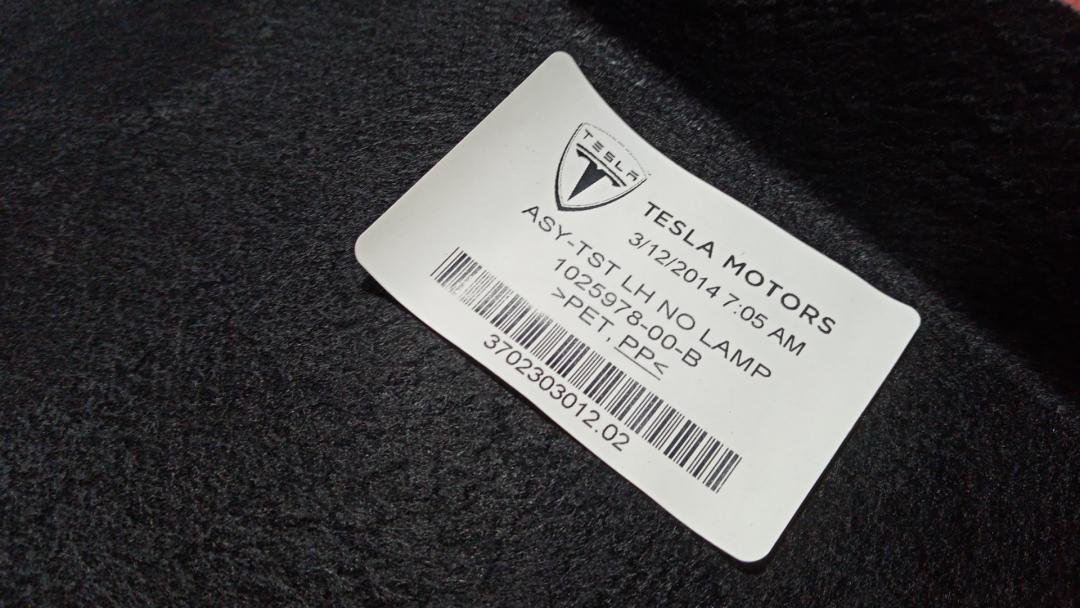 TESLA
TESLA MOTORS
3/12/2014 7:05 AM
ASY-TST LH NO LAMP
1025978-00-B
>PET, PP<
3702303012.02